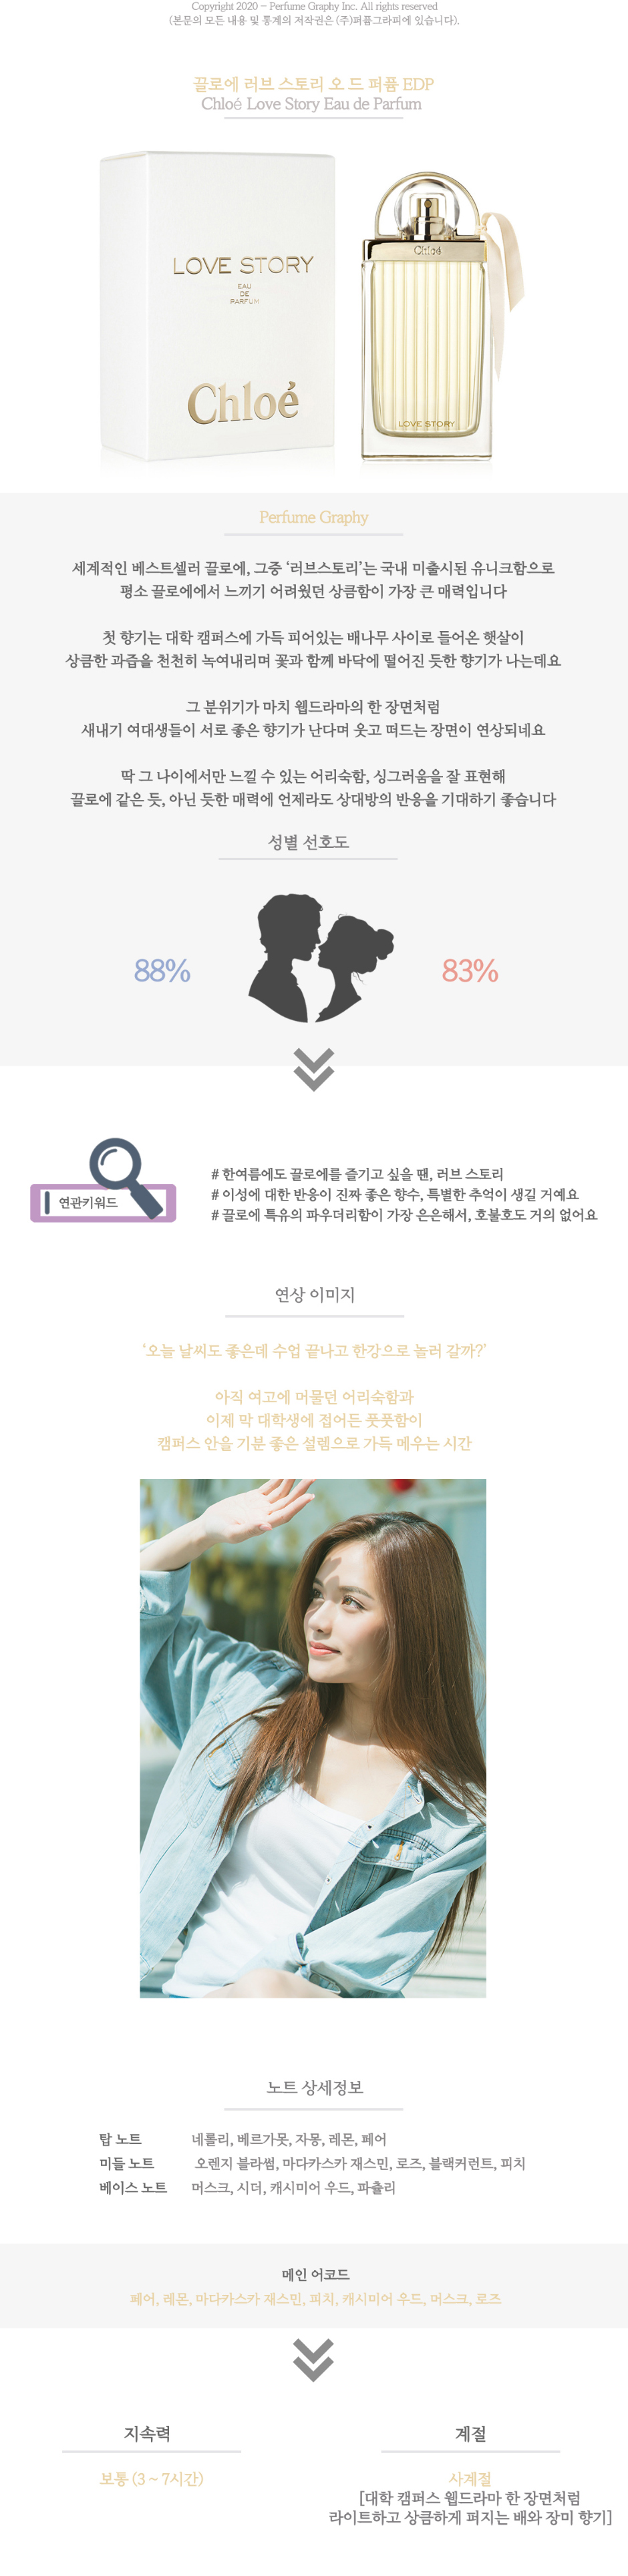 Copyright 2020 - Perfume Graphy Inc. All rights reserved
(본문의 모든 내용 및 통계의 저작권은 (주)퍼퓸그라피에 있습니다).
끌로에 러브 스토리 오 드 퍼퓸 EDP
Chloé Love Story Eau de Parfum
LOVE STORY
EAU
DE
PARFUM
Chloé
Chloé
LOVE STORY
Perfume Graphy
세계적인 베스트셀러 끌로에, 그중 ‘러브스토리’는 국내 미출시된 유니크함으로
평소 끌로에에서 느끼기 어려웠던 상큼함이 가장 큰 매력입니다
첫 향기는 대학 캠퍼스에 가득 피어있는 배나무 사이로 들어온 햇살이
상큼한 과즙을 천천히 녹여내리며 꽃과 함께 바닥에 떨어진 듯한 향기가 나는데요
그 분위기가 마치 웹드라마의 한 장면처럼
새내기 여대생들이 서로 좋은 향기가 난다며 웃고 떠드는 장면이 연상되네요
딱 그 나이에서만 느낄 수 있는 어리숙함, 싱그러움을 잘 표현해
끌로에 같은 듯, 아닌 듯한 매력에 언제라도 상대방의 반응을 기대하기 좋습니다
성별 선호도
88%
83%
연관키워드
# 한여름에도 끌로에를 즐기고 싶을 땐, 러브 스토리
# 이성에 대한 반응이 진짜 좋은 향수, 특별한 추억이 생길 거예요
# 끌로에 특유의 파우더리함이 가장 은은해서, 호불호도 거의 없어요
연상 이미지
‘오늘 날씨도 좋은데 수업 끝나고 한강으로 놀러 갈까?’
아직 여고에 머물던 어리숙함과
이제 막 대학생에 접어든 풋풋함이
캠퍼스 안을 기분 좋은 설렘으로 가득 메우는 시간
노트 상세정보
탑 노트 네롤리, 베르가못, 자몽, 레몬, 페어
미들 노트 오렌지 블라썸, 마다카스카 재스민, 로즈, 블랙커런트, 피치
베이스 노트 머스크, 시더, 캐시미어 우드, 파츌리
메인 어코드
페어, 레몬, 마다카스카 재스민, 피치, 캐시미어 우드, 머스크, 로즈
지속력
보통 (3 ~ 7시간)
계절
사계절
[대학 캠퍼스 웹드라마 한 장면처럼
라이트하고 상큼하게 퍼지는 배와 장미 향기]